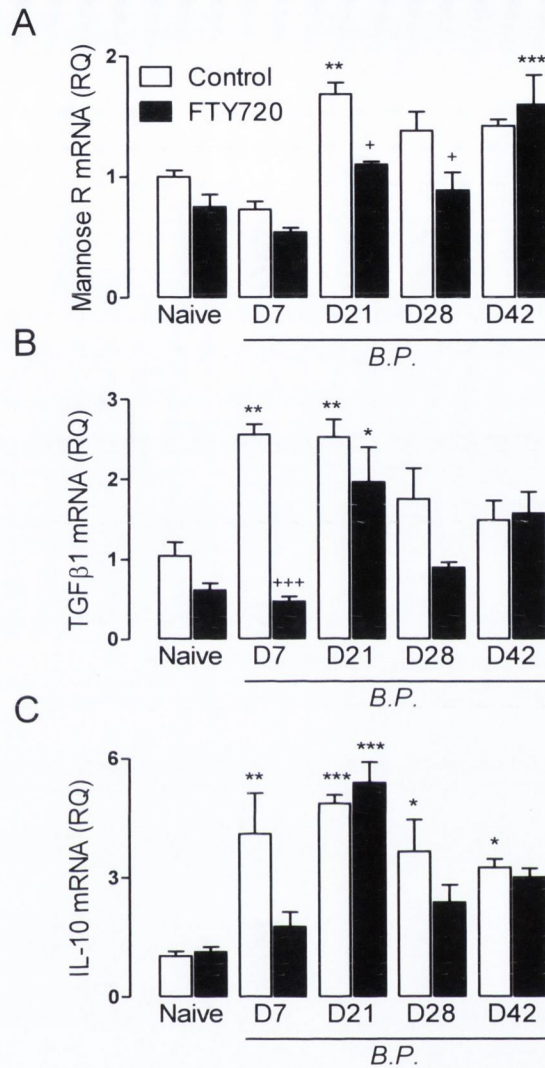 A
Mannose R mRNA (RQ)
2
1
0
Control
FTY720
**
+
+
***
Naive D7 D21 D28 D42
B.P.
B
TGFβ1 mRNA (RQ)
3
2
1
0
**
+++
**
*
Naive D7 D21 D28 D42
B.P.
C
IL-10 mRNA (RQ)
6
3
0
**
***
***
*
*
Naive D7 D21 D28 D42
B.P.